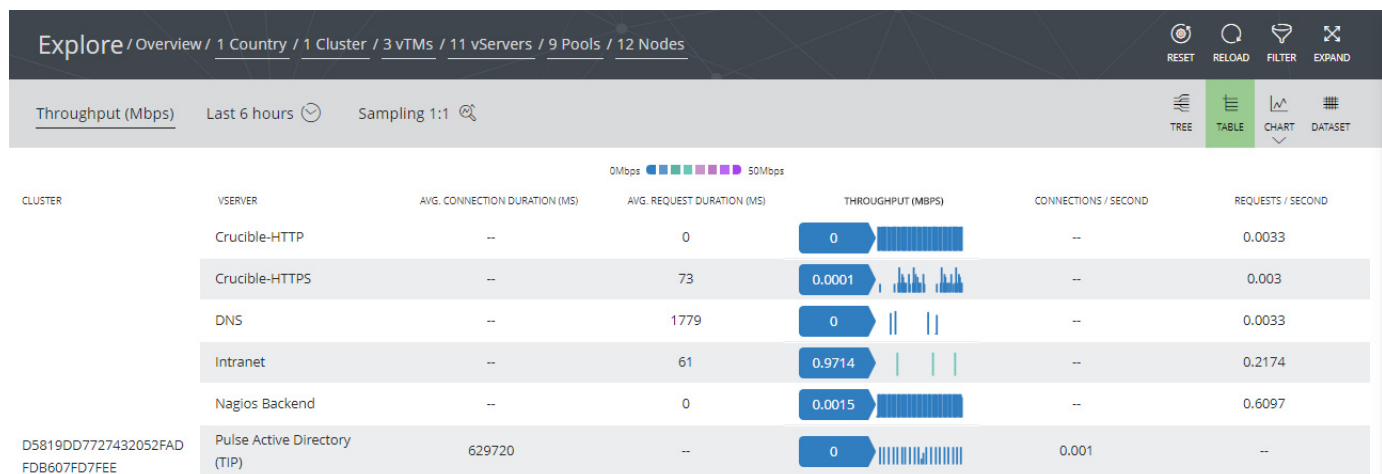 Explore / Overview / 1 Country / 1 Cluster / 3 vTMs / 11 vServers / 9 Pools / 12 Nodes
RESET RELOAD FILTER EXPAND
Throughput (Mbps) Last 6 hours Sampling 1:1
TREE TABLE CHART DATASET
0Mbps 50Mbps
CLUSTER VSERVER AVG. CONNECTION DURATION (MS) AVG. REQUEST DURATION (MS) THROUGHPUT (MBPS) CONNECTIONS / SECOND REQUESTS / SECOND
Crucible-HTTP -- 0 0 -- 0.0033
Crucible-HTTPS -- 73 0.0001 -- 0.003
DNS -- 1779 0 -- 0.0033
Intranet -- 61 0.9714 -- 0.2174
Nagios Backend -- 0 0.0015 -- 0.6097
D5819DD7727432052FAD Pulse Active Directory 629720 -- 0 0.001 --
FDB607FD7FEE (TIP)